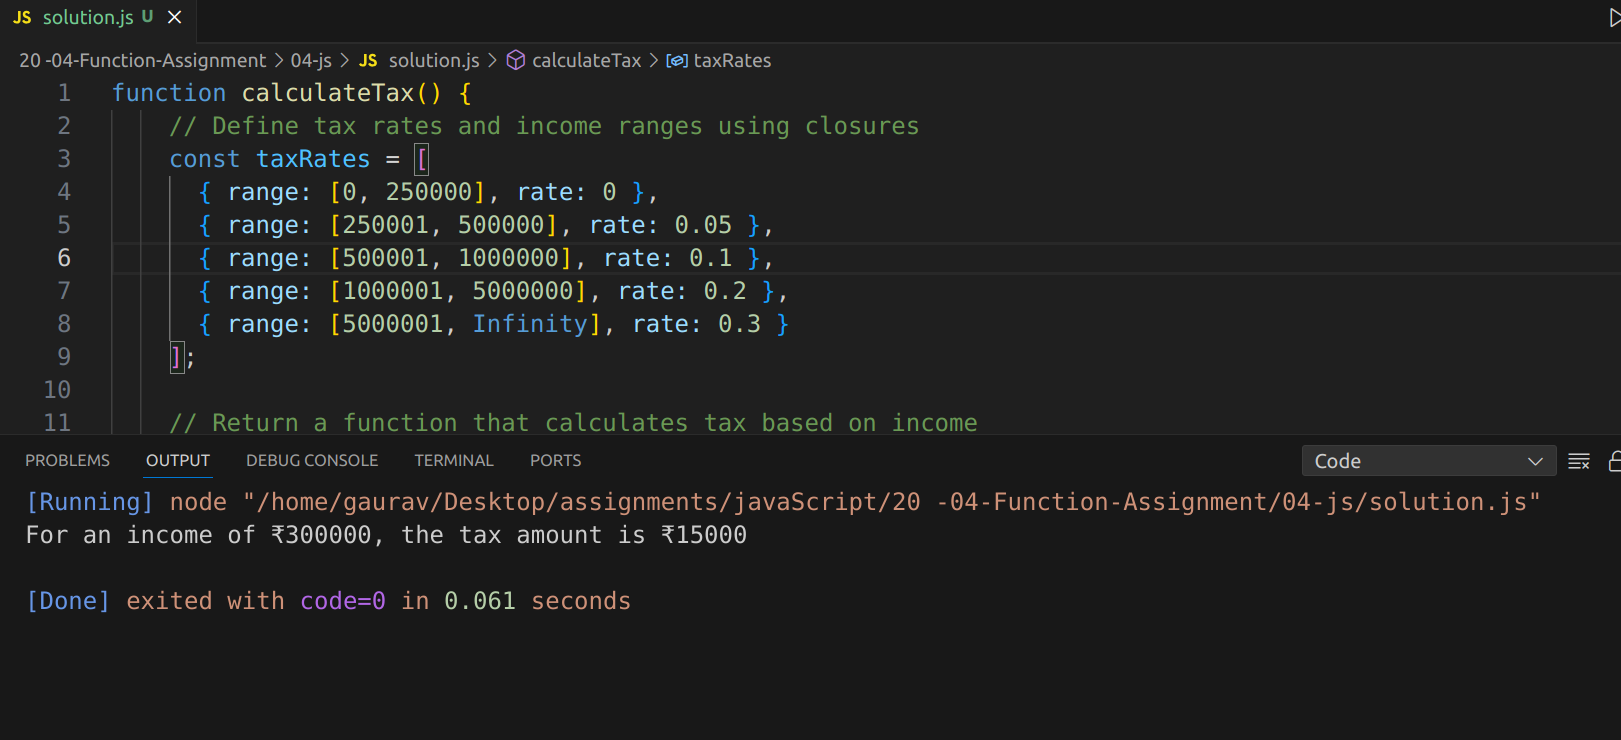 JS solution.js U
20 -04-Function-Assignment > 04-js > JS solution.js > calculateTax > taxRates
1 function calculateTax() {
2 // Define tax rates and income ranges using closures
3 const taxRates = [
4 { range: [0, 250000], rate: 0 },
5 { range: [250001, 500000], rate: 0.05 },
6 { range: [500001, 1000000], rate: 0.1 },
7 { range: [1000001, 5000000], rate: 0.2 },
8 { range: [5000001, Infinity], rate: 0.3 }
9 ];
10
11 // Return a function that calculates tax based on income
PROBLEMS OUTPUT DEBUG CONSOLE TERMINAL PORTS Code
[Running] node "/home/gaurav/Desktop/assignments/javaScript/20 -04-Function-Assignment/04-js/solution.js"
For an income of ₹300000, the tax amount is ₹15000
[Done] exited with code=0 in 0.061 seconds